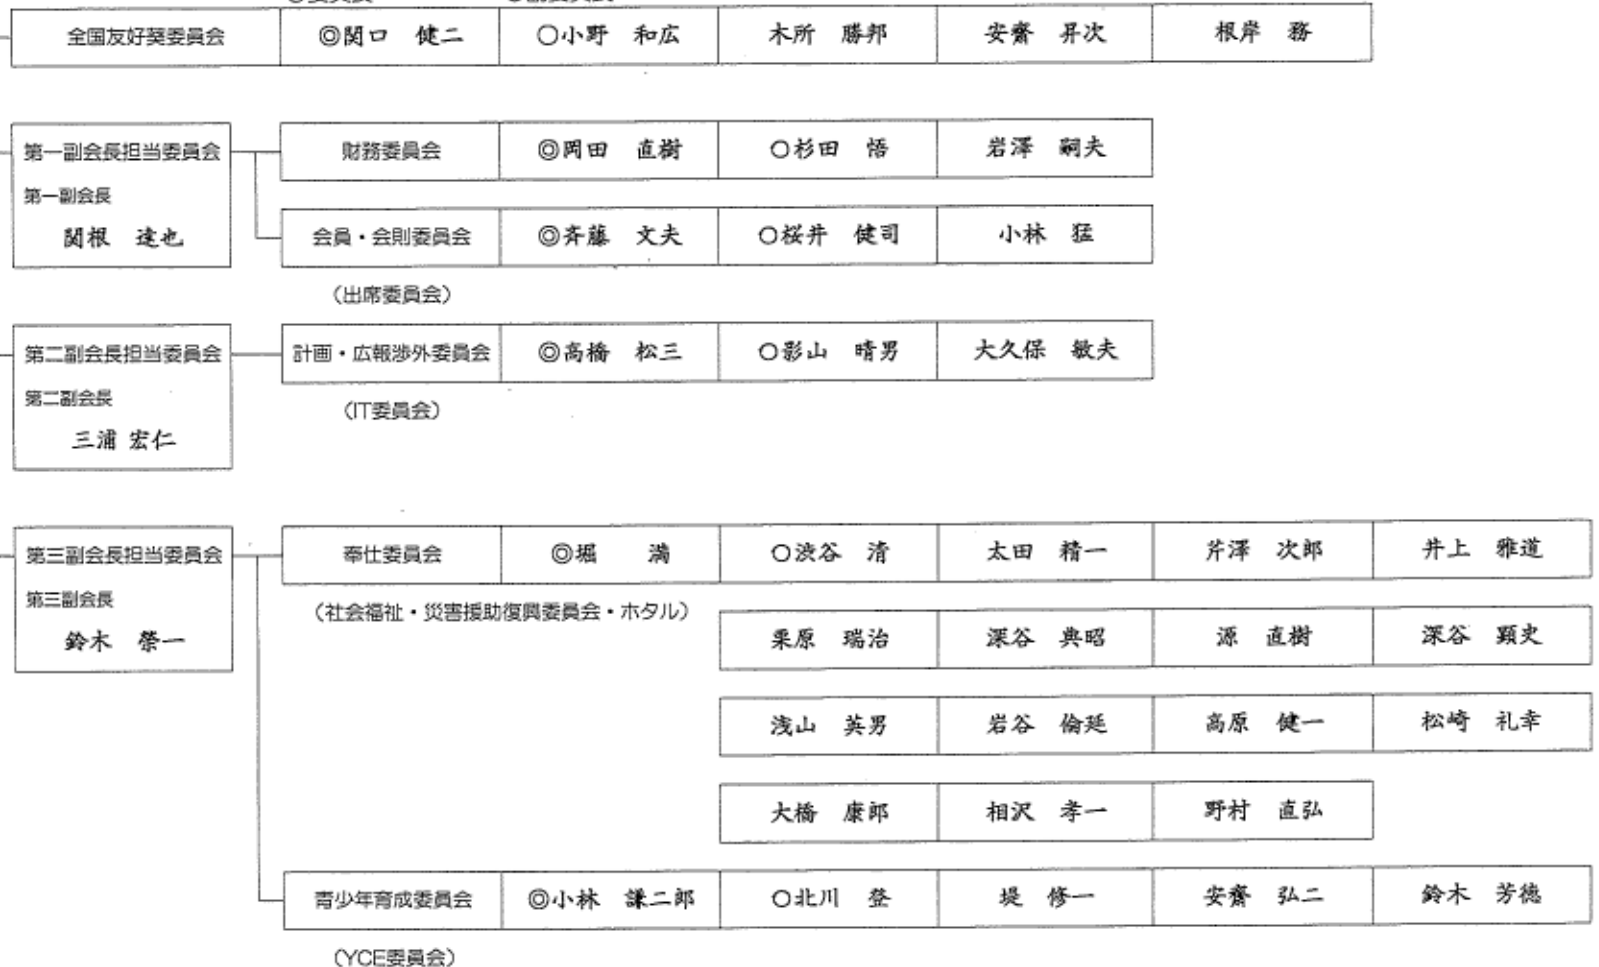 全国友好契委員会 ◎関口 健二 ○小野 和広 木所 勝邦 安齋 昇次 根岸 務
第一副会長担当委員会 財務委員会 ◎岡田 直樹 ○杉田 悟 岩澤 嗣夫
第一副会長
関根 達也 会員・会則委員会 ◎斉藤 文夫 ○桜井 健司 小林 猛
(出席委員会)
第二副会長担当委員会 計画・広報渉外委員会 ◎高橋 松三 ○影山 晴男 大久保 敏夫
第二副会長
(IT委員会)
三浦 宏仁
第三副会長担当委員会 奉仕委員会 ◎堀 満 ○渋谷 清 太田 精一 芹澤 次郎 井上 雅道
第三副会長
(社会福祉・災害援助復興委員会・ホタル)
鈴木 榮一 栗原 瑞治 深谷 典昭 源 直樹 深谷 顕史
浅山 英男 岩谷 倫廷 高原 健一 松崎 礼幸
大橋 康郎 相沢 孝一 野村 直弘
青少年育成委員会 ◎小林 謙二郎 ○北川 登 堤 修一 安齋 弘二 鈴木 芳徳
(YCE委員会)